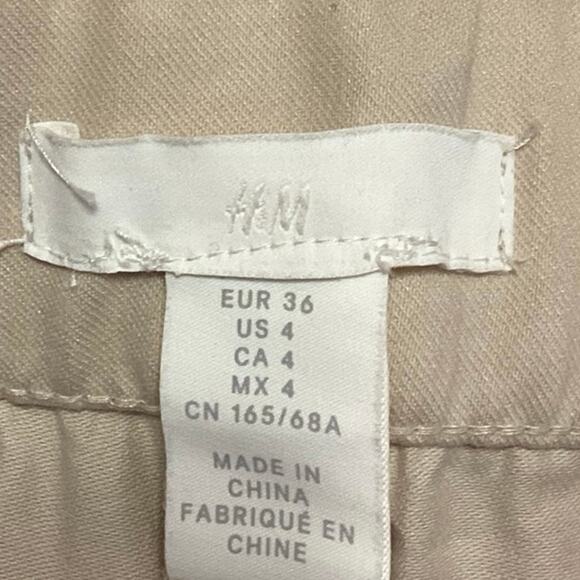 H&M
EUR 36
US 4
CA 4
MX 4
CN 165/68A
MADE IN
CHINA
FABRIQUÉ EN
CHINE